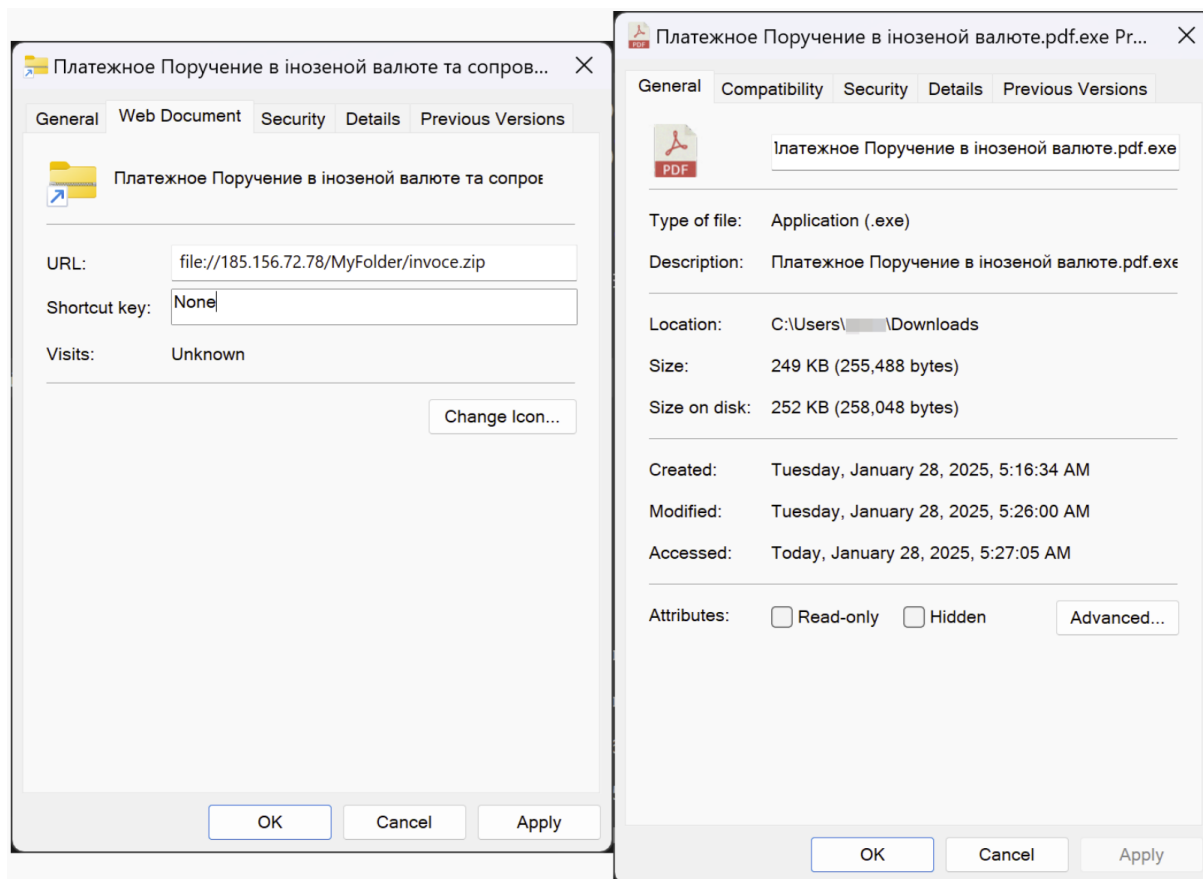 Платежное Поручение в інозеной валюте та сопров...
General Web Document Security Details Previous Versions
Платежное Поручение в інозеной валюте та сопров
URL: file://185.156.72.78/MyFolder/invoce.zip
Shortcut key: None
Visits: Unknown
Change Icon...
OK Cancel Apply
Платежное Поручение в інозеной валюте.pdf.exe Pr...
General Compatibility Security Details Previous Versions
PDF
латежное Поручение в інозеной валюте.pdf.exe
Type of file: Application (.exe)
Description: Платежное Поручение в інозеной валюте.pdf.exe
Location: C:\Users\ \Downloads
Size: 249 KB (255,488 bytes)
Size on disk: 252 KB (258,048 bytes)
Created: Tuesday, January 28, 2025, 5:16:34 AM
Modified: Tuesday, January 28, 2025, 5:26:00 AM
Accessed: Today, January 28, 2025, 5:27:05 AM
Attributes: Read-only Hidden Advanced...
OK Cancel Apply